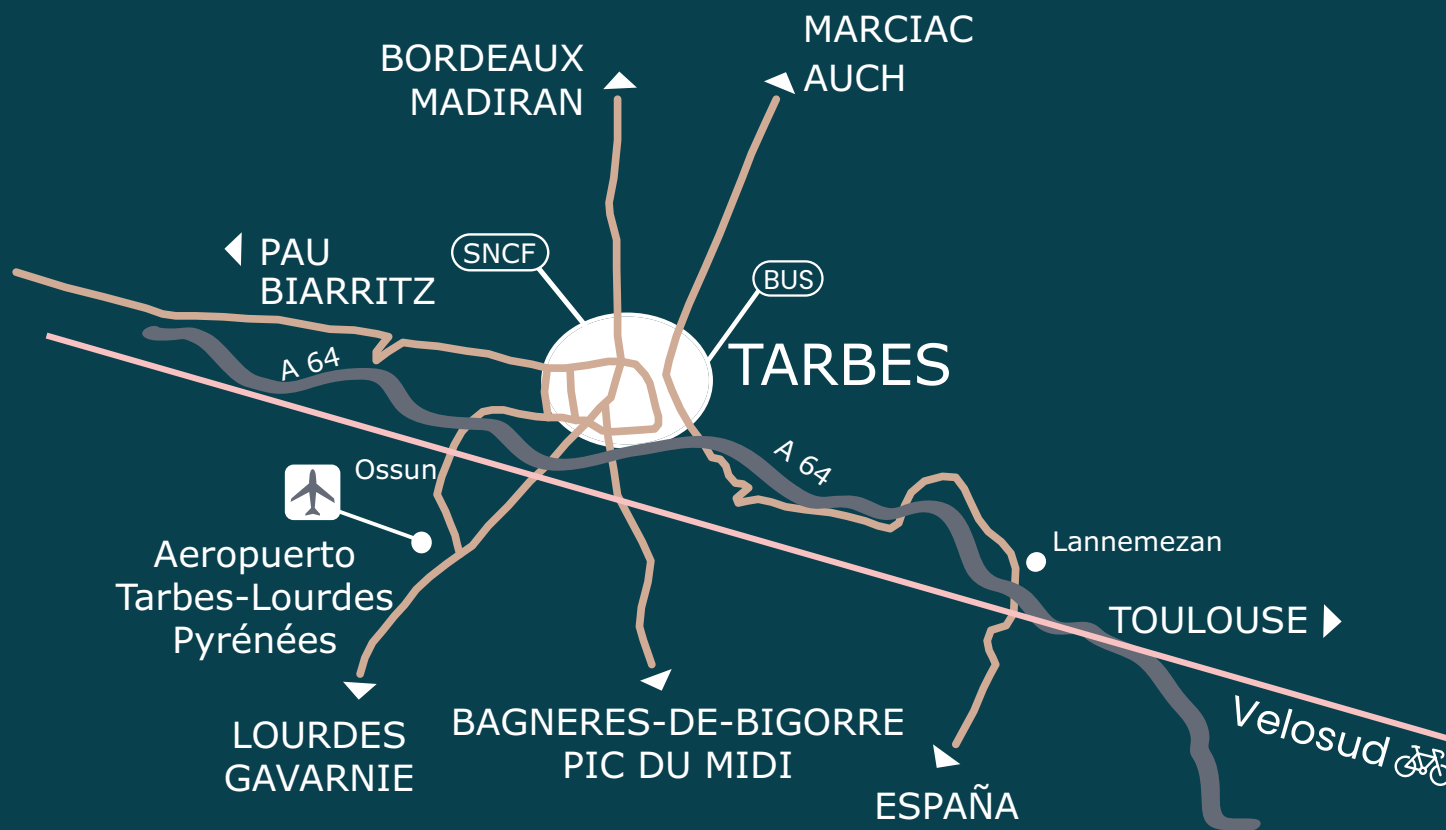 MARCIAC
AUCH
BORDEAUX
MADIRAN
PAU
BIARRITZ
SNCF
BUS
TARBES
A 64
A 64
Ossun
Aeropuerto
Tarbes-Lourdes
Pyrénées
Lannemezan
TOULOUSE
LOURDES
GAVARNIE
BAGNERES-DE-BIGORRE
PIC DU MIDI
Velosud
ESPAÑA